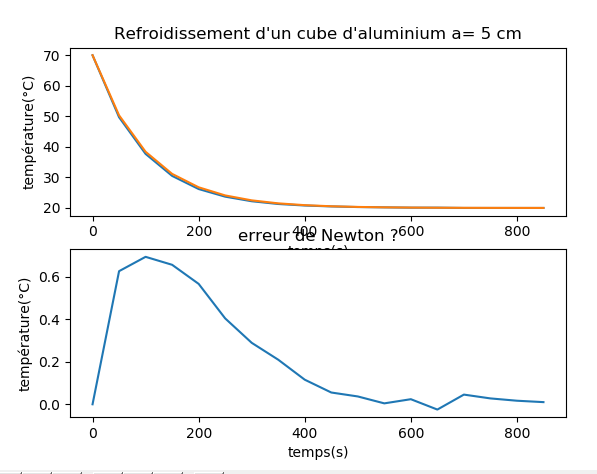 Refroidissement d'un cube d'aluminium a= 5 cm
70
60
50
40
30
20
température(°C)
0 200 400 600 800
temps(s)
erreur de Newton ?
0.6
0.4
0.2
0.0
température(°C)
0 200 400 600 800
temps(s)